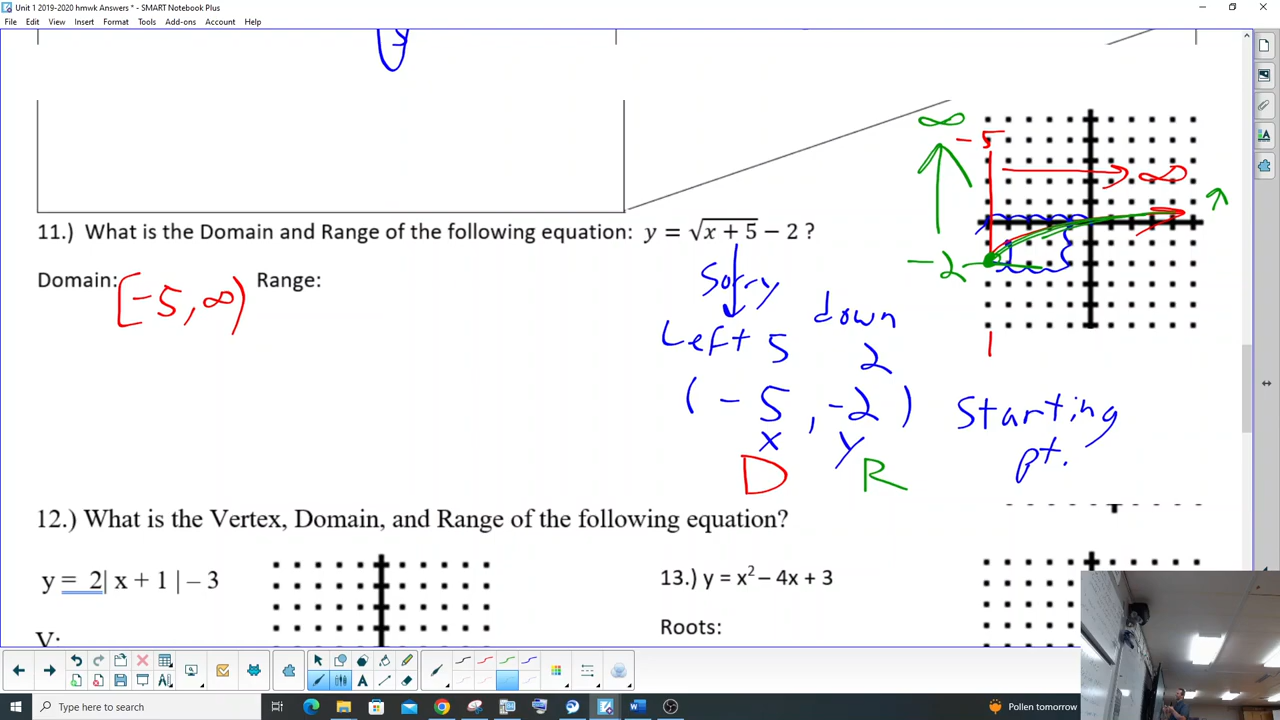 Unit 1 2019-2020 hmwk Answers * - SMART Notebook Plus
File Edit View Insert Format Tools Add-ons Account Help
y
∞
-5
∞
11.) What is the Domain and Range of the following equation: y = √x + 5 – 2 ?
-2
Domain: [-5, ∞) Range:
Sorry
down
Left 5
2
(-5, -2) Starting
x y pt.
D R
12.) What is the Vertex, Domain, and Range of the following equation?
y = 2| x + 1 | – 3
13.) y = x² – 4x + 3
Roots:
V:
A
Type here to search
Pollen tomorrow